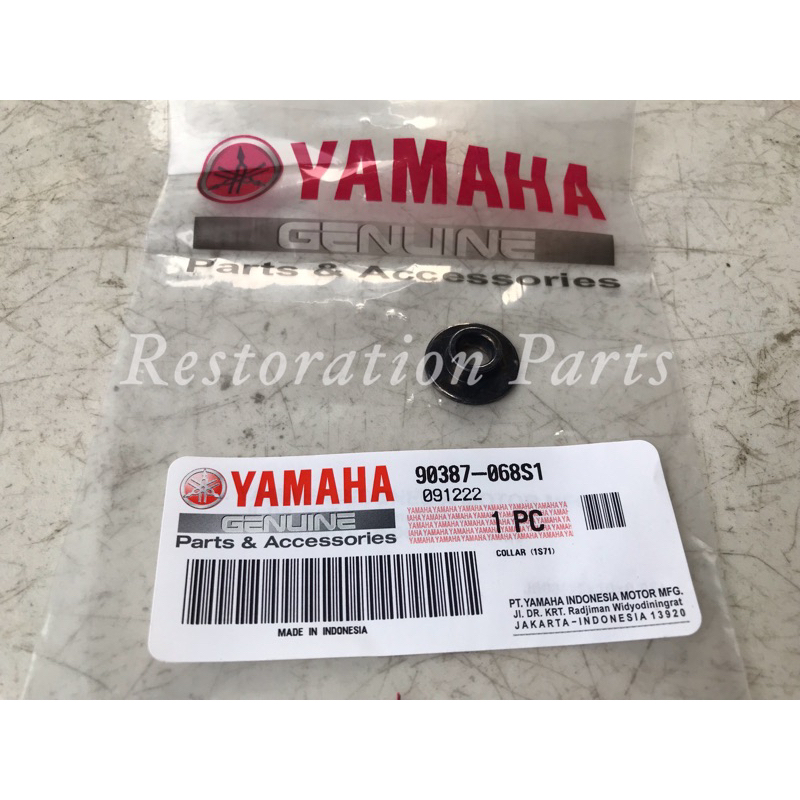 YAMAHA
GENUINE
Parts & Accessories
Restoration Parts
YAMAHA
GENUINE
Parts & Accessories
90387-068S1
091222
1 PC
COLLAR (1S71)
MADE IN INDONESIA
PT. YAMAHA INDONESIA MOTOR MFG.
Jl. DR. KRT. Radjiman Widyodiningrat
JAKARTA-INDONESIA 13920